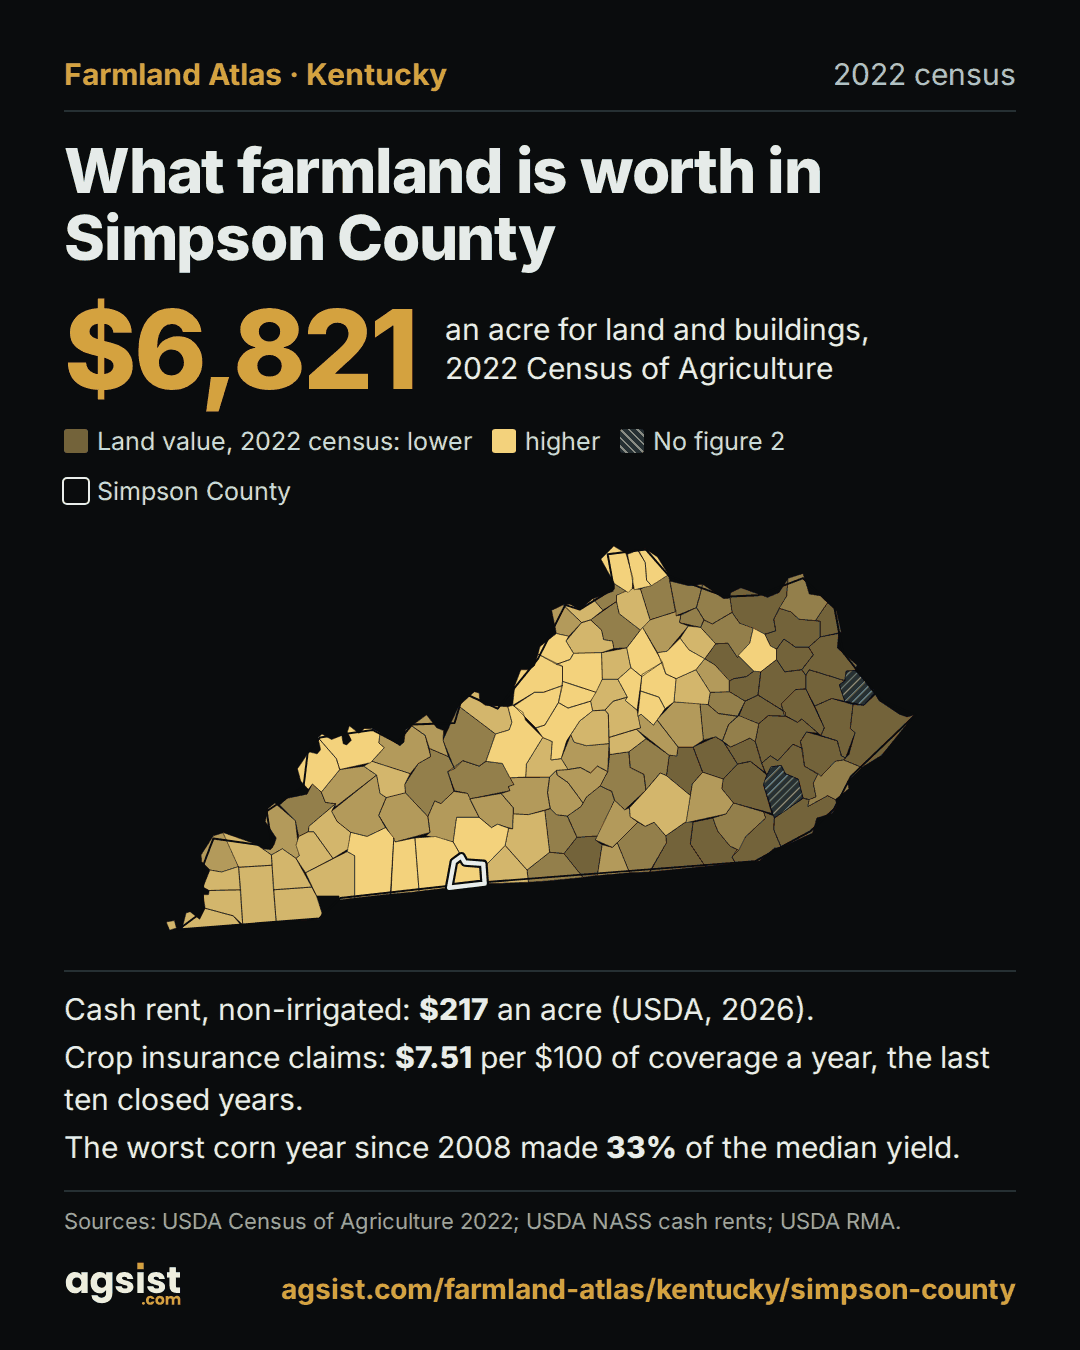 Farmland Atlas · Kentucky
2022 census
What farmland is worth in
Simpson County
$6,821
an acre for land and buildings,
2022 Census of Agriculture
Land value, 2022 census: lower
higher
No figure 2
Simpson County
Cash rent, non-irrigated: $217 an acre (USDA, 2026).
Crop insurance claims: $7.51 per $100 of coverage a year, the last
ten closed years.
The worst corn year since 2008 made 33% of the median yield.
Sources: USDA Census of Agriculture 2022; USDA NASS cash rents; USDA RMA.
agsist
.com
agsist.com/farmland-atlas/kentucky/simpson-county